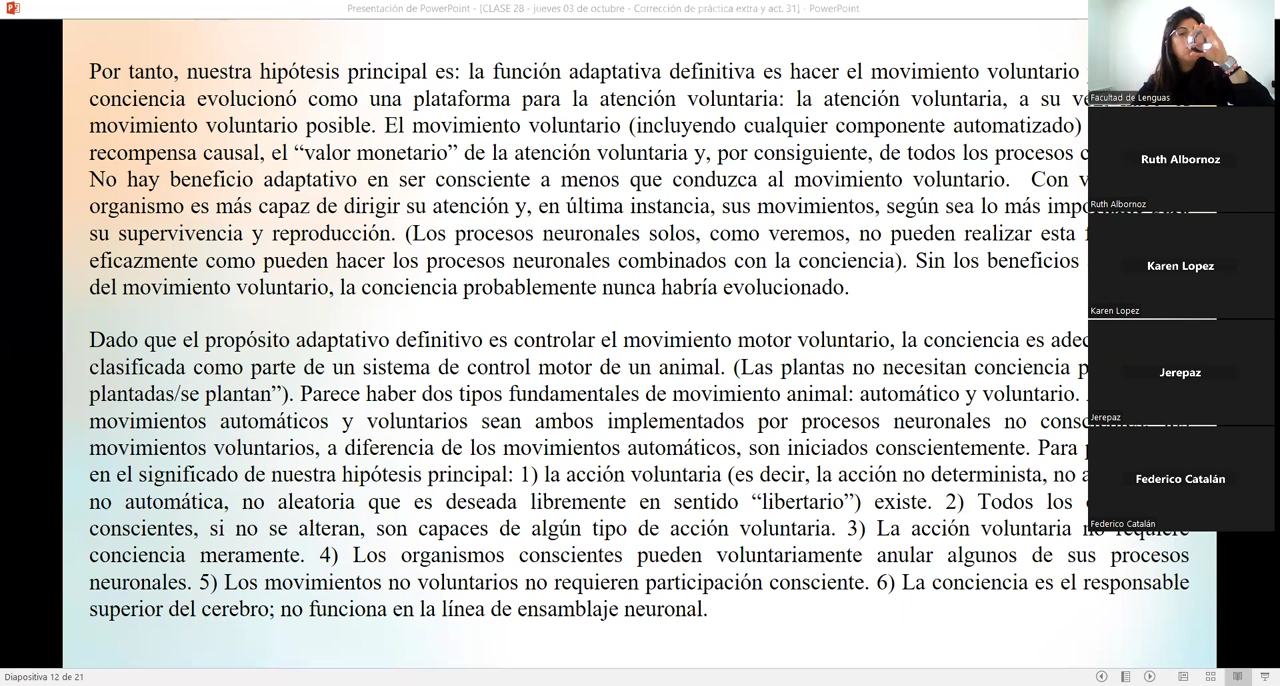 Presentación de PowerPoint - [CLASE 28 - jueves 03 de octubre - Corrección de práctica extra y act. 31] - PowerPoint
Por tanto, nuestra hipótesis principal es: la función adaptativa definitiva es hacer el movimiento voluntario
conciencia evolucionó como una plataforma para la atención voluntaria: la atención voluntaria, a su
movimiento voluntario posible. El movimiento voluntario (incluyendo cualquier componente automatizado)
recompensa causal, el “valor monetario” de la atención voluntaria y, por consiguiente, de todos los procesos
No hay beneficio adaptativo en ser consciente a menos que conduzca al movimiento voluntario. Con
organismo es más capaz de dirigir su atención y, en última instancia, sus movimientos, según sea lo más
su supervivencia y reproducción. (Los procesos neuronales solos, como veremos, no pueden realizar esta
eficazmente como pueden hacer los procesos neuronales combinados con la conciencia). Sin los beneficios
del movimiento voluntario, la conciencia probablemente nunca habría evolucionado.
Dado que el propósito adaptativo definitivo es controlar el movimiento motor voluntario, la conciencia es
clasificada como parte de un sistema de control motor de un animal. (Las plantas no necesitan conciencia
plantadas/se plantan”). Parece haber dos tipos fundamentales de movimiento animal: automático y voluntario.
movimientos automáticos y voluntarios sean ambos implementados por procesos neuronales no
movimientos voluntarios, a diferencia de los movimientos automáticos, son iniciados conscientemente. Para
en el significado de nuestra hipótesis principal: 1) la acción voluntaria (es decir, la acción no determinista, no
no automática, no aleatoria que es deseada libremente en sentido “libertario”) existe. 2) Todos los
conscientes, si no se alteran, son capaces de algún tipo de acción voluntaria. 3) La acción voluntaria no requiere
conciencia meramente. 4) Los organismos conscientes pueden voluntariamente anular algunos de sus procesos
neuronales. 5) Los movimientos no voluntarios no requieren participación consciente. 6) La conciencia es el responsable
superior del cerebro; no funciona en la línea de ensamblaje neuronal.
Facultad de Lenguas
Ruth Albornoz
Ruth Albornoz
Karen Lopez
Karen Lopez
Jerepaz
Jerepaz
Federico Catalán
Federico Catalán
Diapositiva 12 de 21